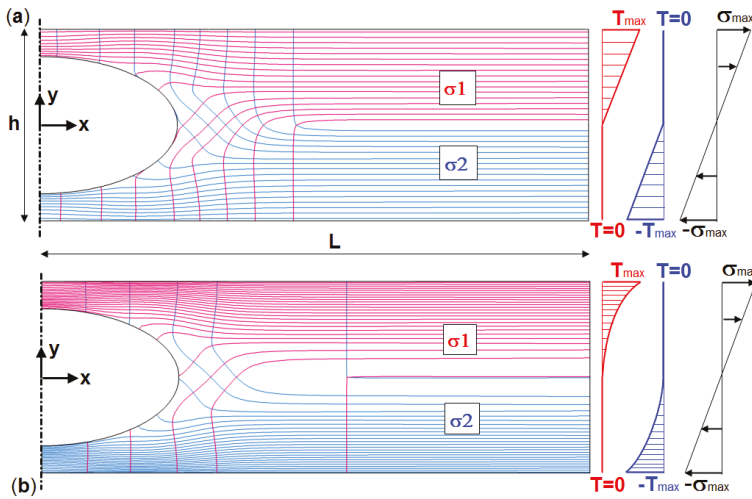 (a)
Tmax T=0 σmax
y
x
h
σ1
σ2
T=0 -Tmax -σmax
L
Tmax T=0 σmax
y
x
σ1
σ2
(b)
T=0 -Tmax -σmax